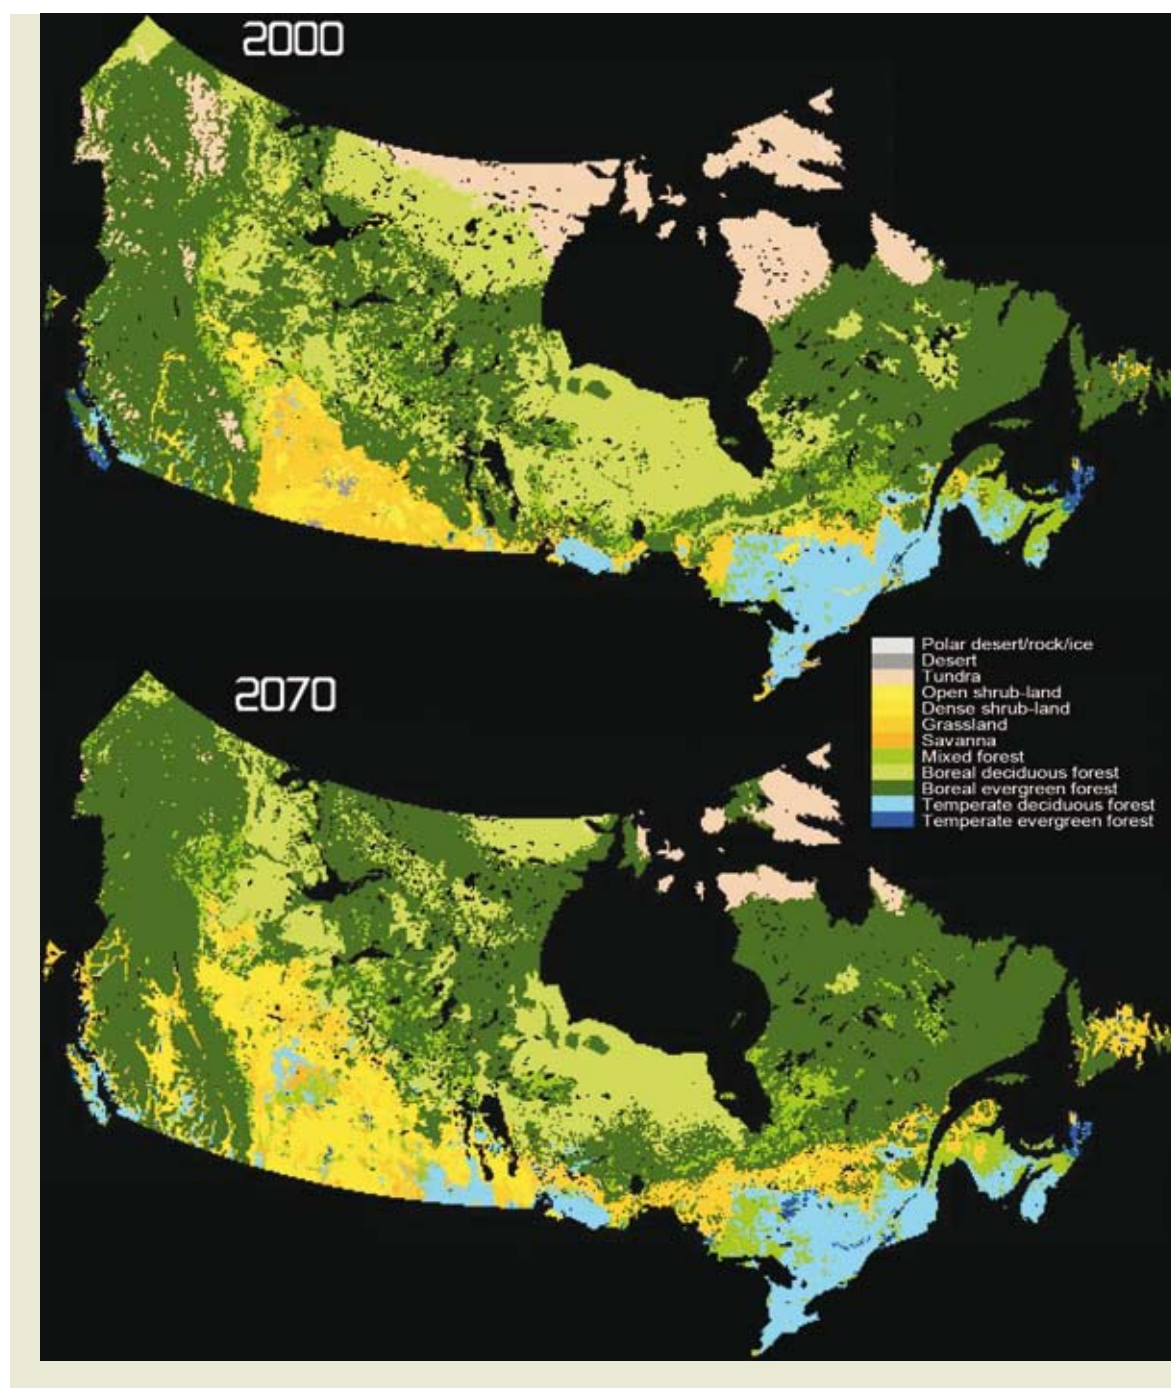 2000
Polar desert/rock/ice
Desert
Tundra
Open shrub-land
Dense shrub-land
Grassland
Savanna
Mixed forest
Boreal deciduous forest
Boreal evergreen forest
Temperate deciduous forest
Temperate evergreen forest
2070